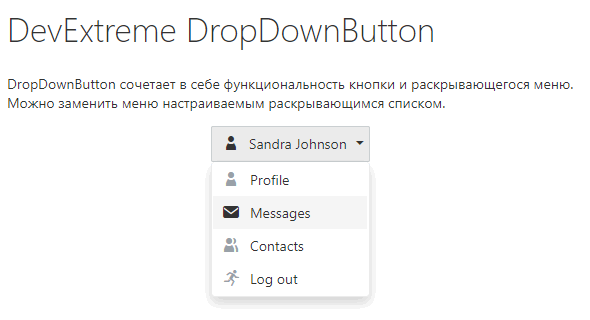 DevExtreme DropDownButton
DropDownButton сочетает в себе функциональность кнопки и раскрывающегося меню.
Можно заменить меню настраиваемым раскрывающимся списком.
Sandra Johnson
Profile
Messages
Contacts
Log out